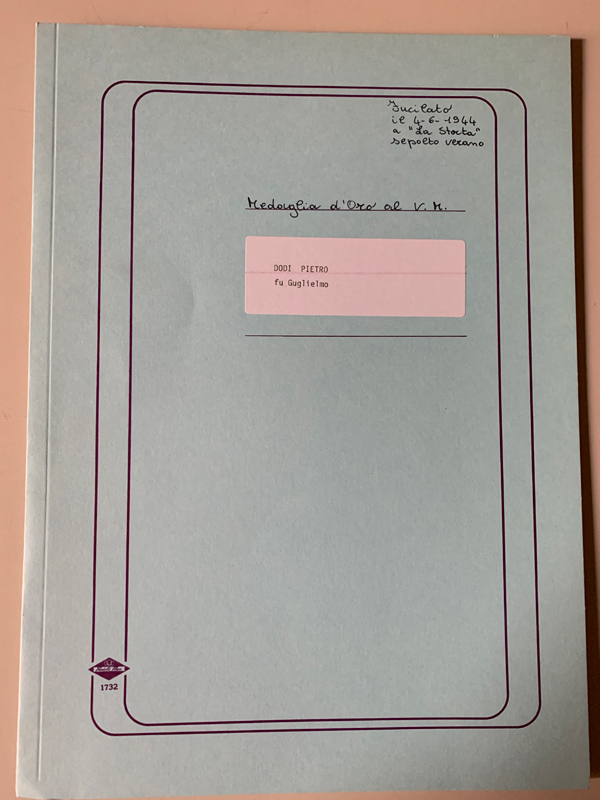 Fucilato
il 4-6-1944
a "La Storta"
sepolto verano
Medaglia d'Oro al V.M.
DODI PIETRO
fu Guglielmo
1732